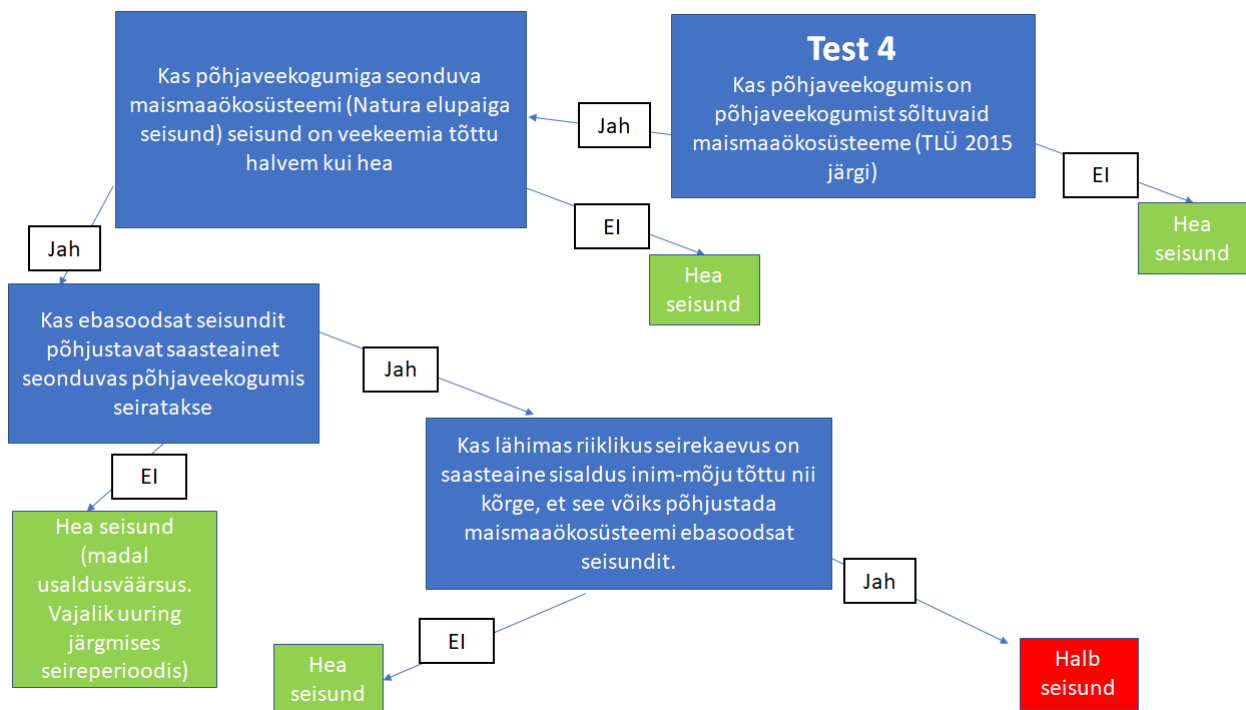 Test 4
Kas põhjaveekogumis on
põhjaveekogumist sõltuvaid
maismaaökosüsteeme (TLÜ 2015
järgi)
Jah
EI
Hea
seisund
Kas põhjaveekogumiga seonduva
maismaaökosüsteemi (Natura elupaiga
seisund) seisund on veekeemia tõttu
halvem kui hea
EI
Hea
seisund
Jah
Kas ebasoodsat seisundit
põhjustavat saasteainet
seonduvas põhjaveekogumis
seiratakse
EI
Hea seisund
(madal
usaldusväärsus.
Vajalik uuring
järgmises
seireperioodis)
Jah
Kas lähimas riiklikus seirekaevus on
saasteaine sisaldus inim-mõju tõttu nii
kõrge, et see võiks põhjustada
maismaaökosüsteemi ebasoodsat
seisundit.
EI
Hea
seisund
Jah
Halb
seisund